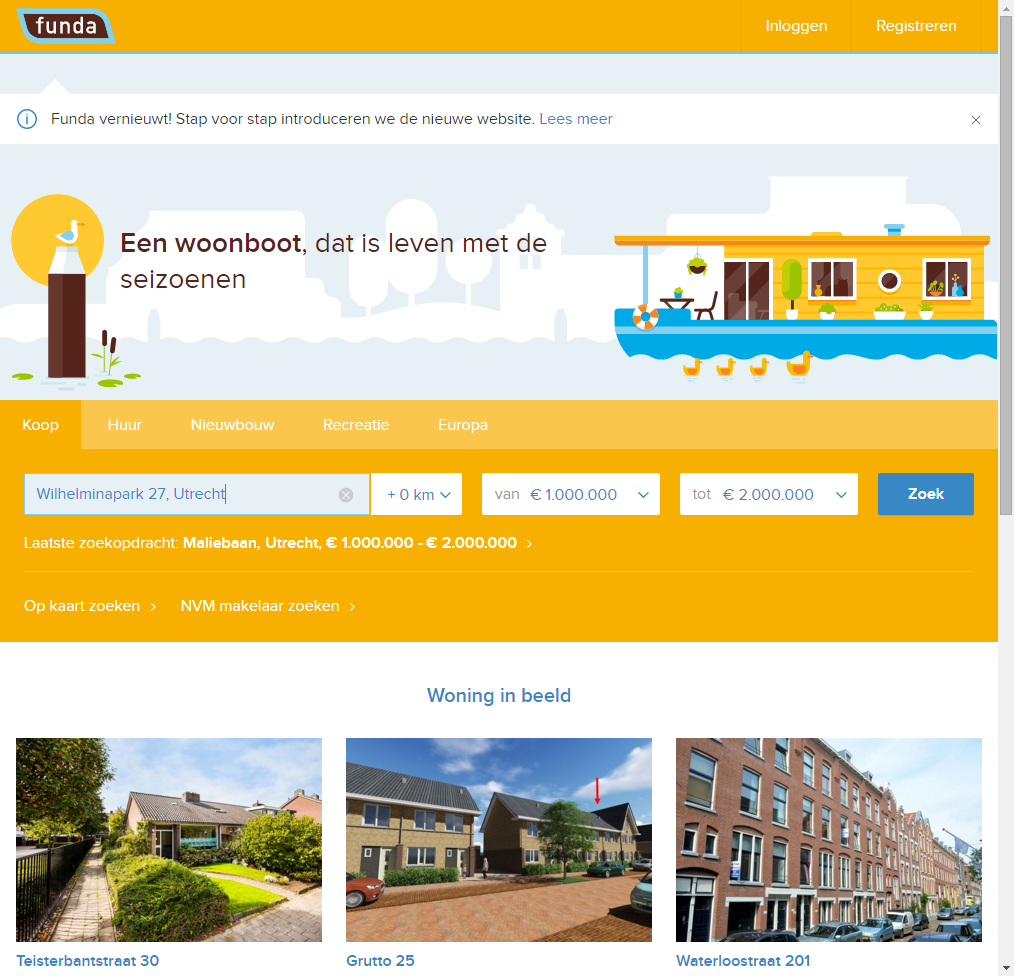 funda
Inloggen
Registreren
Funda vernieuwt! Stap voor stap introduceren we de nieuwe website. Lees meer
Een woonboot, dat is leven met de
seizoenen
Koop
Huur
Nieuwbouw
Recreatie
Europa
Wilhelminapark 27, Utrecht
+ 0 km
van € 1.000.000
tot € 2.000.000
Zoek
Laatste zoekopdracht: Maliebaan, Utrecht, € 1.000.000 - € 2.000.000
Op kaart zoeken
NVM makelaar zoeken
Woning in beeld
Teisterbantstraat 30
Grutto 25
Waterloostraat 201